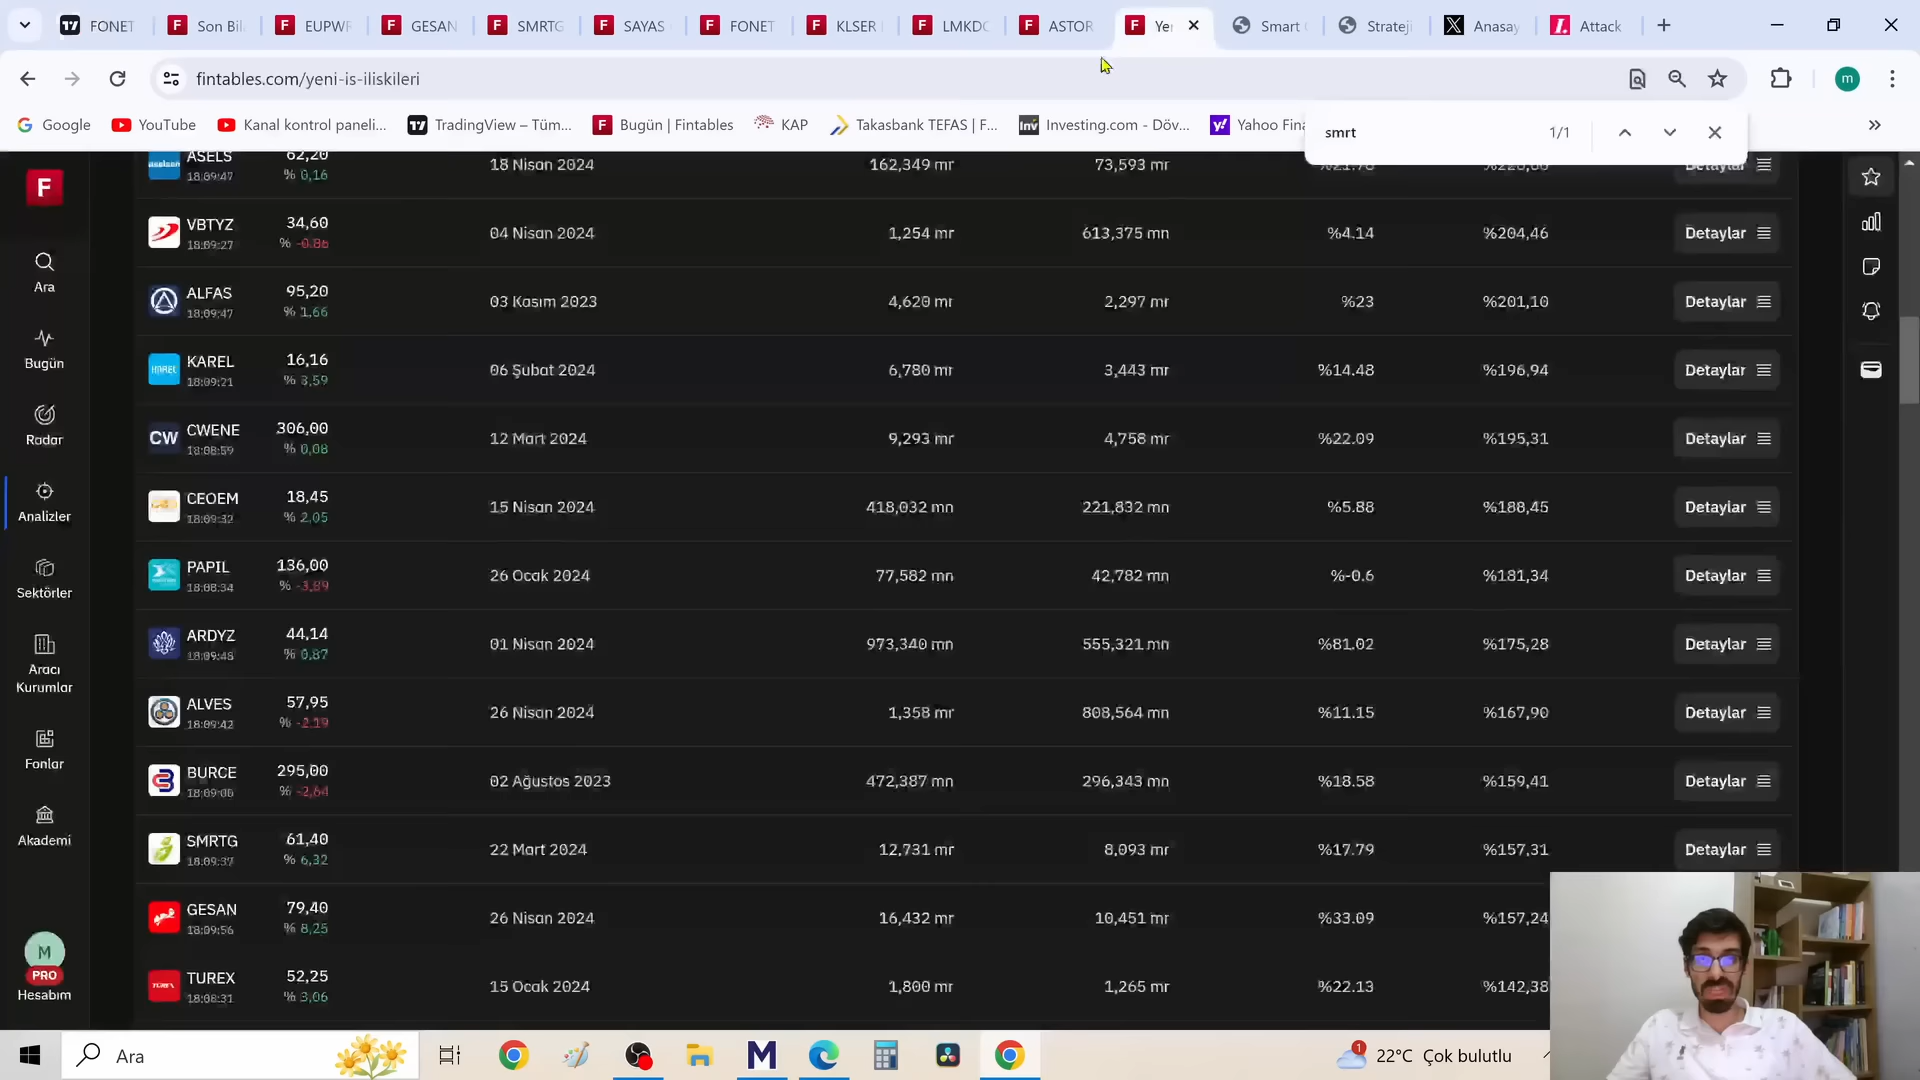 FONET
Son Bil
EUPWR
GESAN
SMRTG
SAYAS
FONET
KLSER
LMKDC
ASTOR
Ye
Smart
Strateji
Anasay
Attack
fintables.com/yeni-is-iliskileri
m
Google
YouTube
Kanal kontrol paneli...
TradingView – Tüm...
Bugün | Fintables
KAP
Takasbank TEFAS | F...
Investing.com - Döv...
Yahoo Fina
smrt
1/1
ASELS 62,20 18 Nisan 2024 162,349 mr 73,593 mr Detaylar
18:09:47 % 0,16
VBTYZ 34,60 04 Nisan 2024 1,254 mr 613,375 mn %4.14 %204,46 Detaylar
18:09:27 % -0,86
ALFAS 95,20 03 Kasım 2023 4,620 mr 2,297 mr %23 %201,10 Detaylar
18:09:47 % 1,66
KAREL 16,16 06 Şubat 2024 6,780 mr 3,443 mr %14.48 %196,94 Detaylar
18:09:21 % 3,59
CWENE 306,00 12 Mart 2024 9,293 mr 4,758 mr %22.09 %195,31 Detaylar
18:08:59 % 0,08
CEOEM 18,45 15 Nisan 2024 418,032 mn 221,832 mn %5.88 %188,45 Detaylar
18:09:32 % 2,05
PAPIL 136,00 26 Ocak 2024 77,582 mn 42,782 mn %-0.6 %181,34 Detaylar
18:08:34 % -3,89
ARDYZ 44,14 01 Nisan 2024 973,340 mn 555,321 mn %81.02 %175,28 Detaylar
18:09:48 % 0,87
ALVES 57,95 26 Nisan 2024 1,358 mr 808,564 mn %11.15 %167,90 Detaylar
18:09:42 % -2,19
BURCE 295,00 02 Ağustos 2023 472,387 mn 296,343 mn %18.58 %159,41 Detaylar
18:09:00 % -2,64
SMRTG 61,40 22 Mart 2024 12,731 mr 8,093 mr %17.79 %157,31 Detaylar
18:09:37 % 6,32
GESAN 79,40 26 Nisan 2024 16,432 mr 10,451 mr %33.09 %157,24
18:09:56 % 8,25
TUREX 52,25 15 Ocak 2024 1,800 mr 1,265 mr %22.13 %142,38
18:08:31 % 3,06
F
Ara
Bugün
Radar
Analizler
Sektörler
Aracı
Kurumlar
Fonlar
Akademi
M
PRO
Hesabım
Ara
1
22°C Çok bulutlu